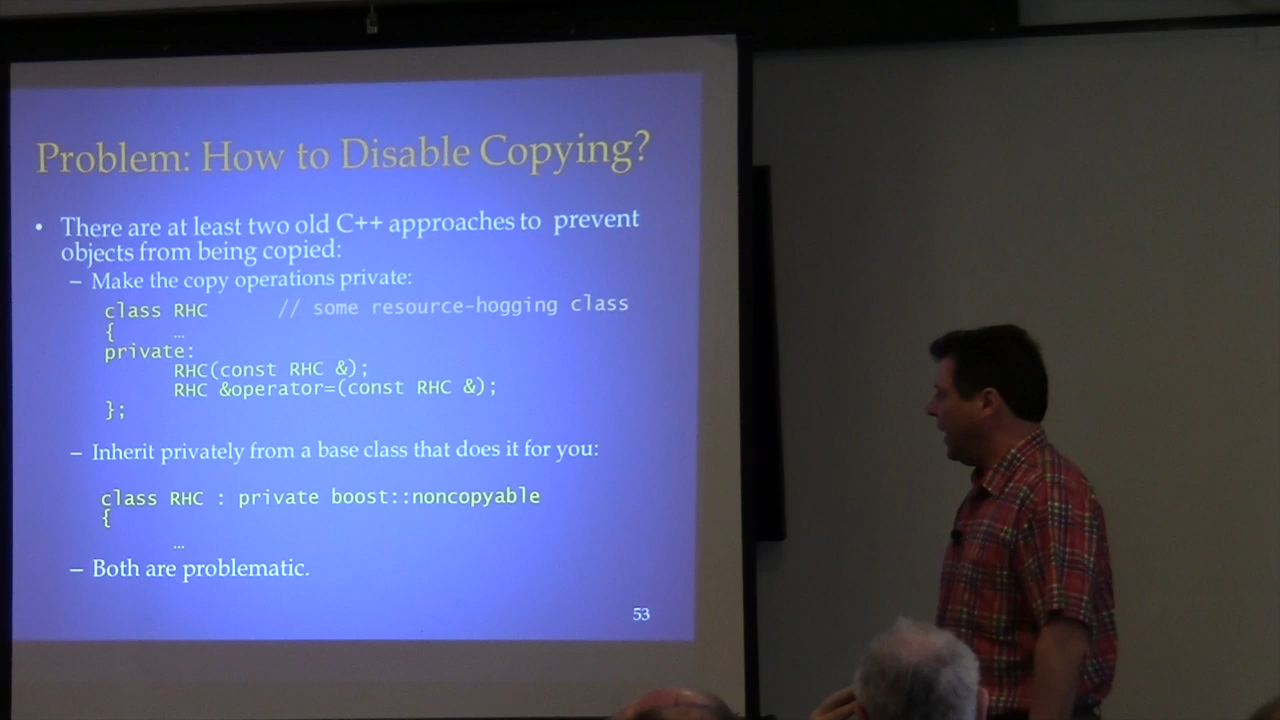 Problem: How to Disable Copying?
• There are at least two old C++ approaches to prevent
objects from being copied:
– Make the copy operations private:
class RHC // some resource-hogging class
{ …
private:
RHC(const RHC &);
RHC &operator=(const RHC &);
};
– Inherit privately from a base class that does it for you:
class RHC : private boost::noncopyable
{
…
– Both are problematic.
53